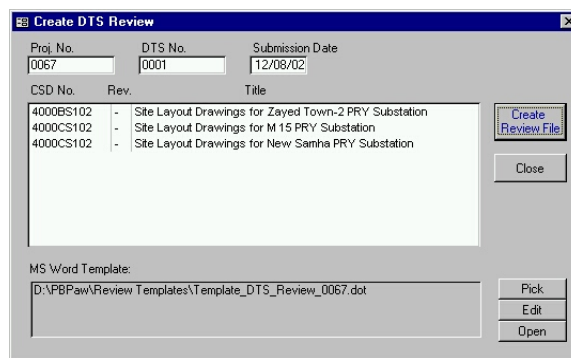 Create DTS Review
Proj. No. DTS No. Submission Date
0067 0001 12/08/02
CSD No. Rev. Title
4000BS102 - Site Layout Drawings for Zayed Town-2 PRY Substation
4000CS102 - Site Layout Drawings for M 15 PRY Substation
4000CS102 - Site Layout Drawings for New Samha PRY Substation
Create
Review File
Close
MS Word Template:
D:\PBPaw\Review Templates\Template_DTS_Review_0067.dot
Pick
Edit
Open